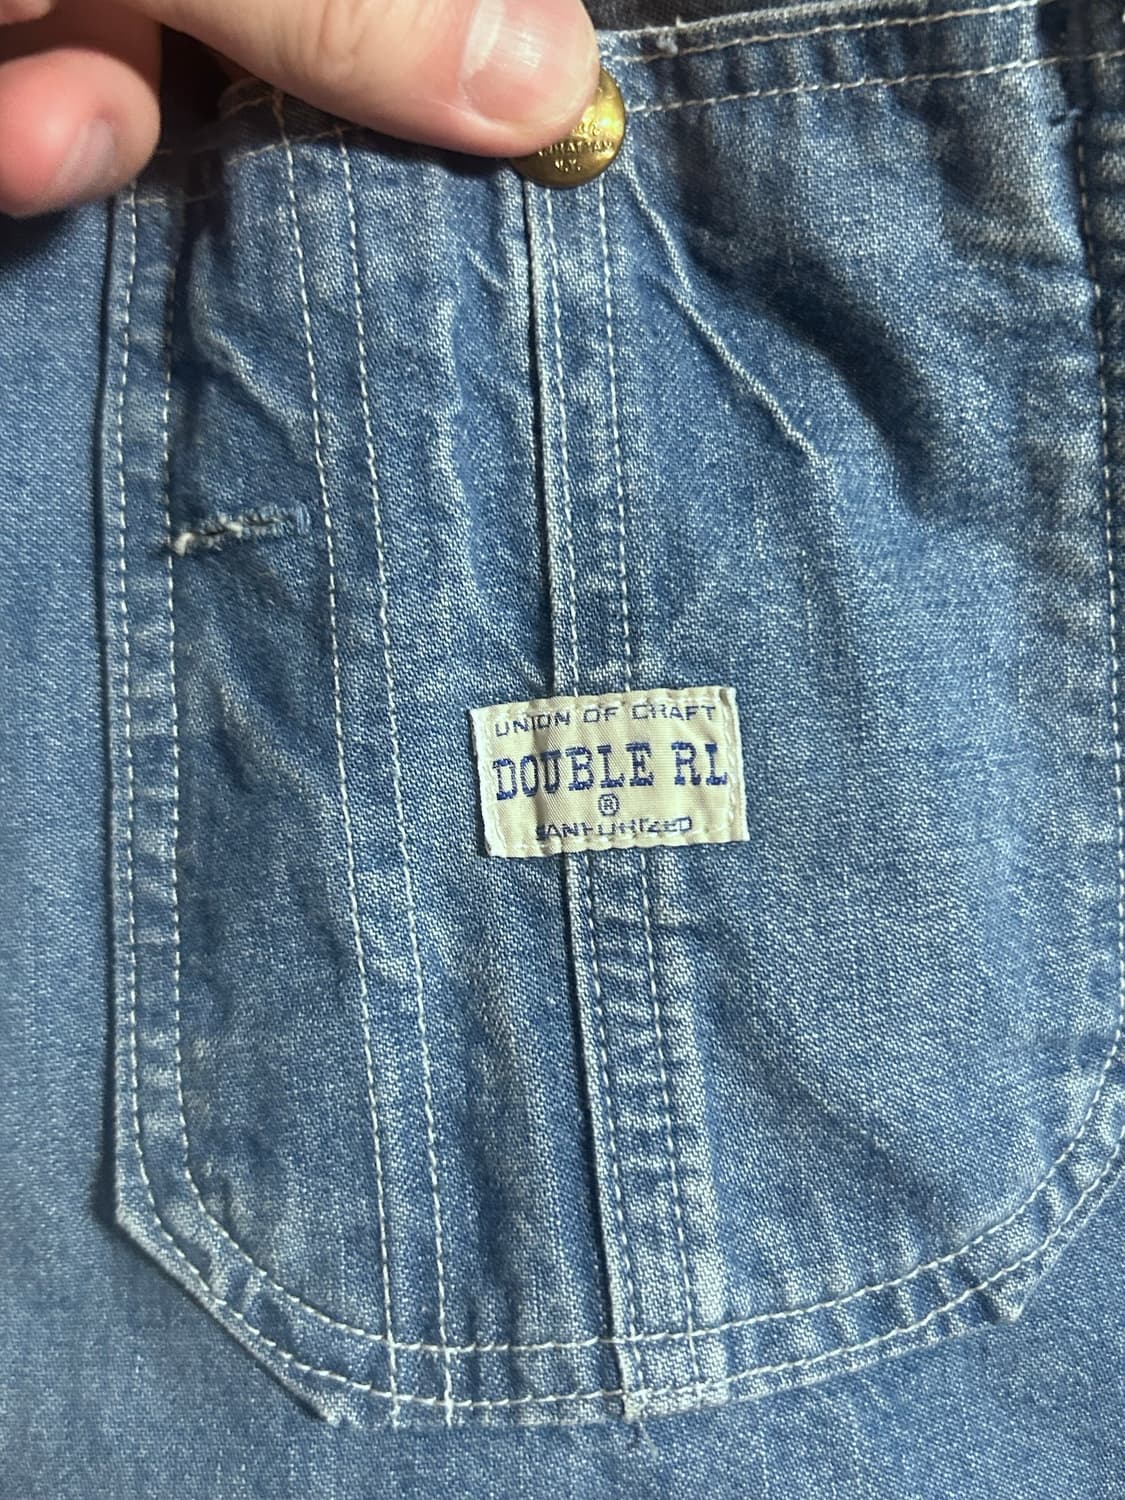 N.Y.
UNION OF CRAFT
DOUBLE RL
®
SANFORIZED